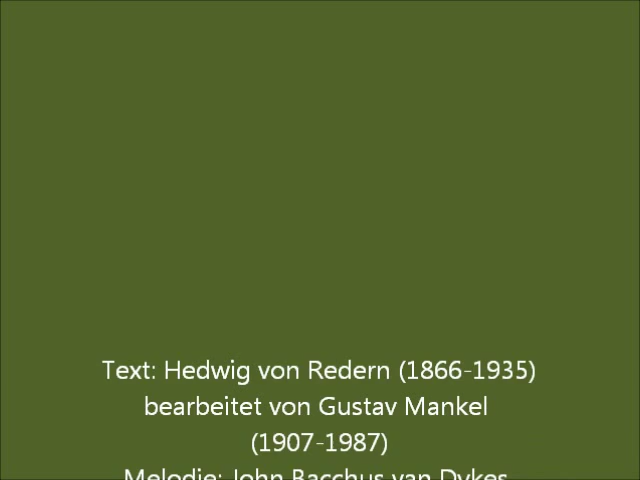 Text: Hedwig von Redern (1866-1935)
bearbeitet von Gustav Mankel
(1907-1987)
Melodie: John Bacchus van Dykes